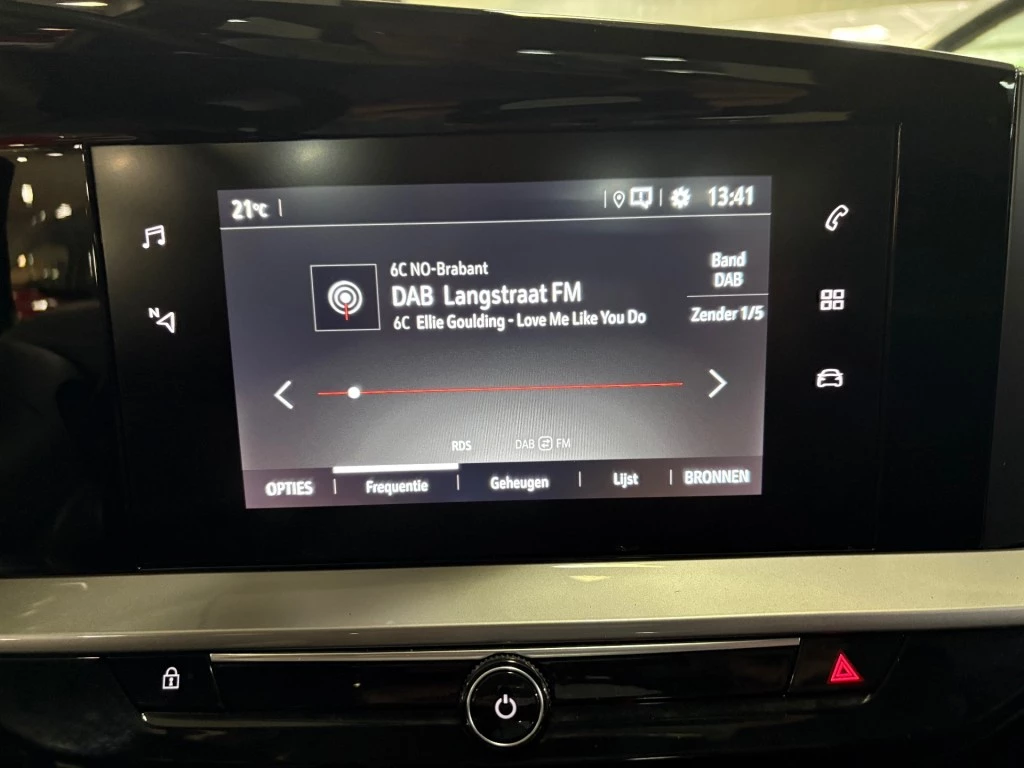 21°C
13:41
6C NO-Brabant
DAB Langstraat FM
6C Ellie Goulding - Love Me Like You Do
Band
DAB
Zender 1/5
N
RDS
DAB FM
OPTIES
Frequentie
Geheugen
Lijst
BRONNEN